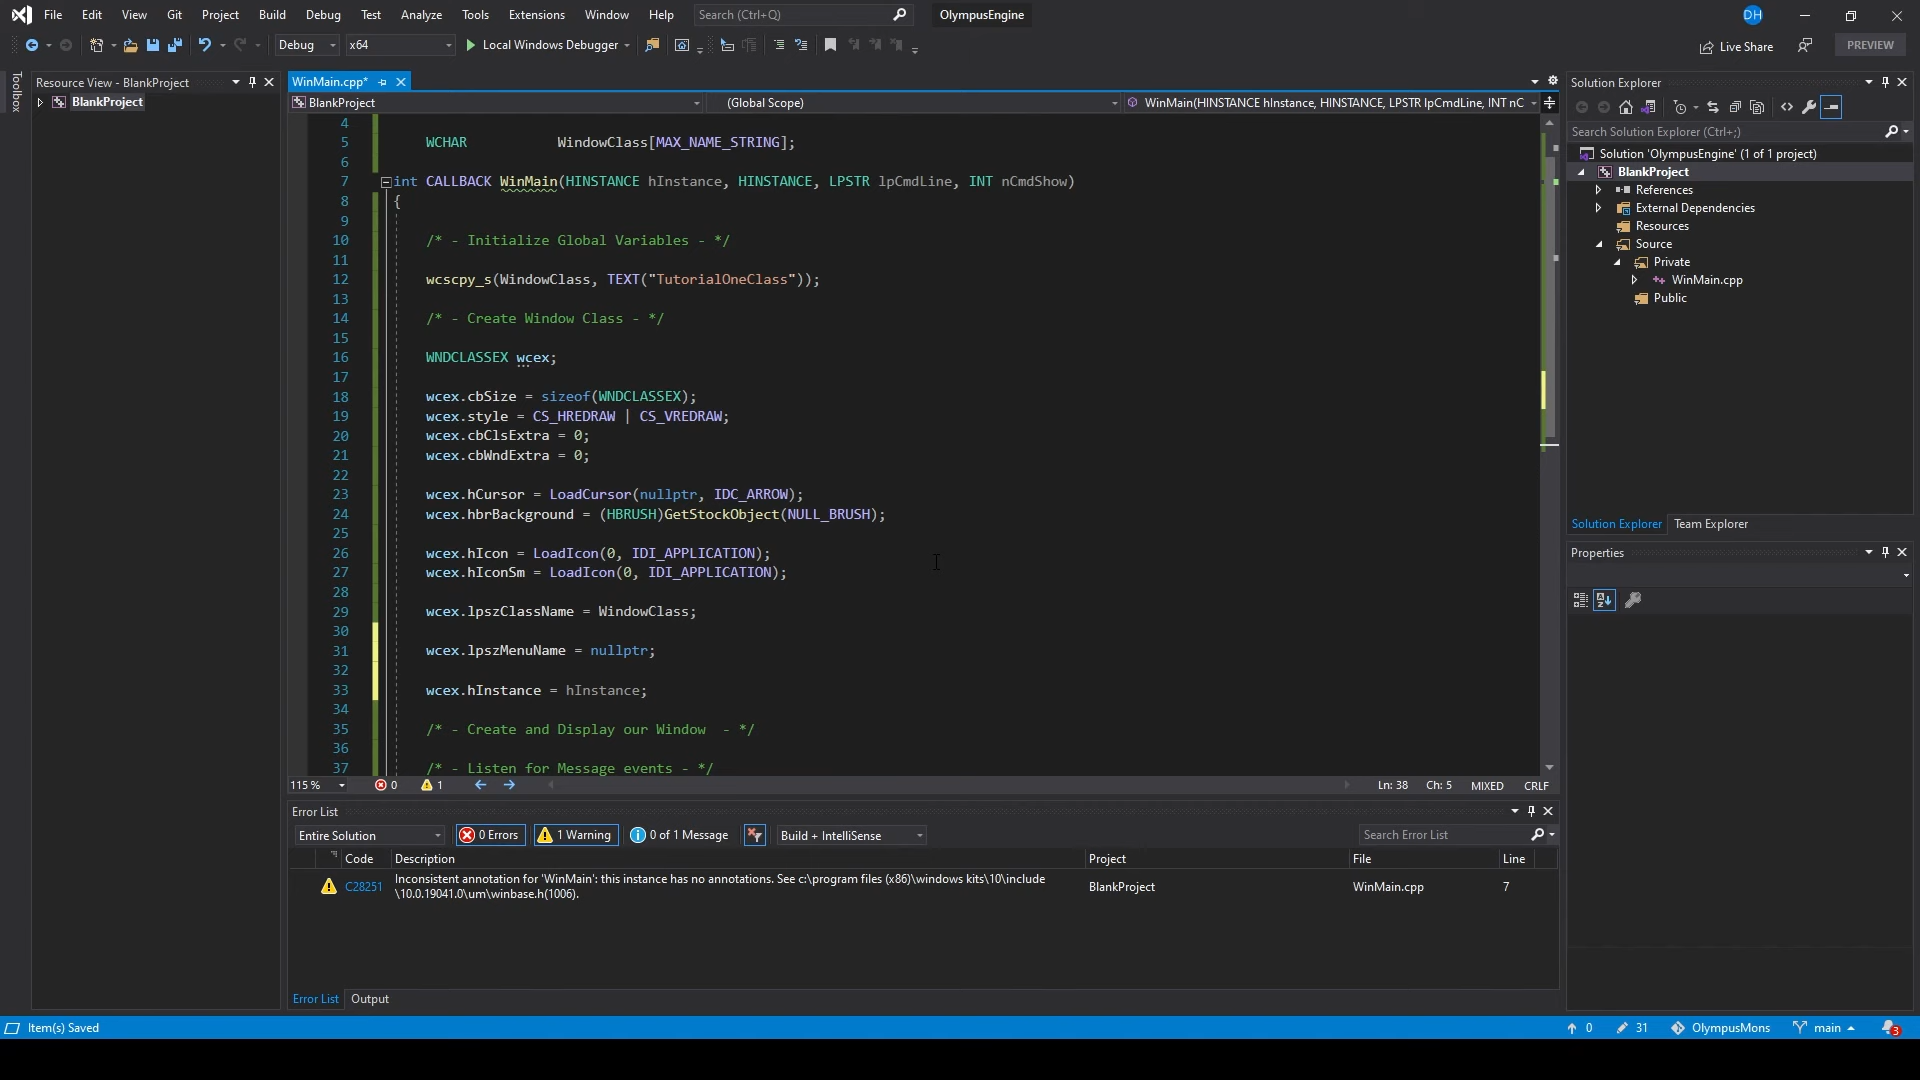 File Edit View Git Project Build Debug Test Analyze Tools Extensions Window Help Search (Ctrl+Q) OlympusEngine DH
Debug x64 Local Windows Debugger Live Share PREVIEW
Toolbox
Resource View - BlankProject
BlankProject
WinMain.cpp*
BlankProject (Global Scope) WinMain(HINSTANCE hInstance, HINSTANCE, LPSTR lpCmdLine, INT nC
4
5 WCHAR WindowClass[MAX_NAME_STRING];
6
7 int CALLBACK WinMain(HINSTANCE hInstance, HINSTANCE, LPSTR lpCmdLine, INT nCmdShow)
8 {
9
10 /* - Initialize Global Variables - */
11
12 wcscpy_s(WindowClass, TEXT("TutorialOneClass"));
13
14 /* - Create Window Class - */
15
16 WNDCLASSEX wcex;
17
18 wcex.cbSize = sizeof(WNDCLASSEX);
19 wcex.style = CS_HREDRAW | CS_VREDRAW;
20 wcex.cbClsExtra = 0;
21 wcex.cbWndExtra = 0;
22
23 wcex.hCursor = LoadCursor(nullptr, IDC_ARROW);
24 wcex.hbrBackground = (HBRUSH)GetStockObject(NULL_BRUSH);
25
26 wcex.hIcon = LoadIcon(0, IDI_APPLICATION);
27 wcex.hIconSm = LoadIcon(0, IDI_APPLICATION);
28
29 wcex.lpszClassName = WindowClass;
30
31 wcex.lpszMenuName = nullptr;
32
33 wcex.hInstance = hInstance;
34
35 /* - Create and Display our Window  - */
36
37 /* - Listen for Message events - */
115 % 0 1 Ln: 38 Ch: 5 MIXED CRLF
Error List
Entire Solution 0 Errors 1 Warning 0 of 1 Message Build + IntelliSense Search Error List
Code Description Project File Line
C28251 Inconsistent annotation for 'WinMain': this instance has no annotations. See c:\program files (x86)\windows kits\10\include
\10.0.19041.0\um\winbase.h(1006). BlankProject WinMain.cpp 7
Error List Output
Solution Explorer
Search Solution Explorer (Ctrl+;)
Solution 'OlympusEngine' (1 of 1 project)
BlankProject
References
External Dependencies
Resources
Source
Private
WinMain.cpp
Public
Solution Explorer Team Explorer
Properties
Item(s) Saved 0 31 OlympusMons main 3